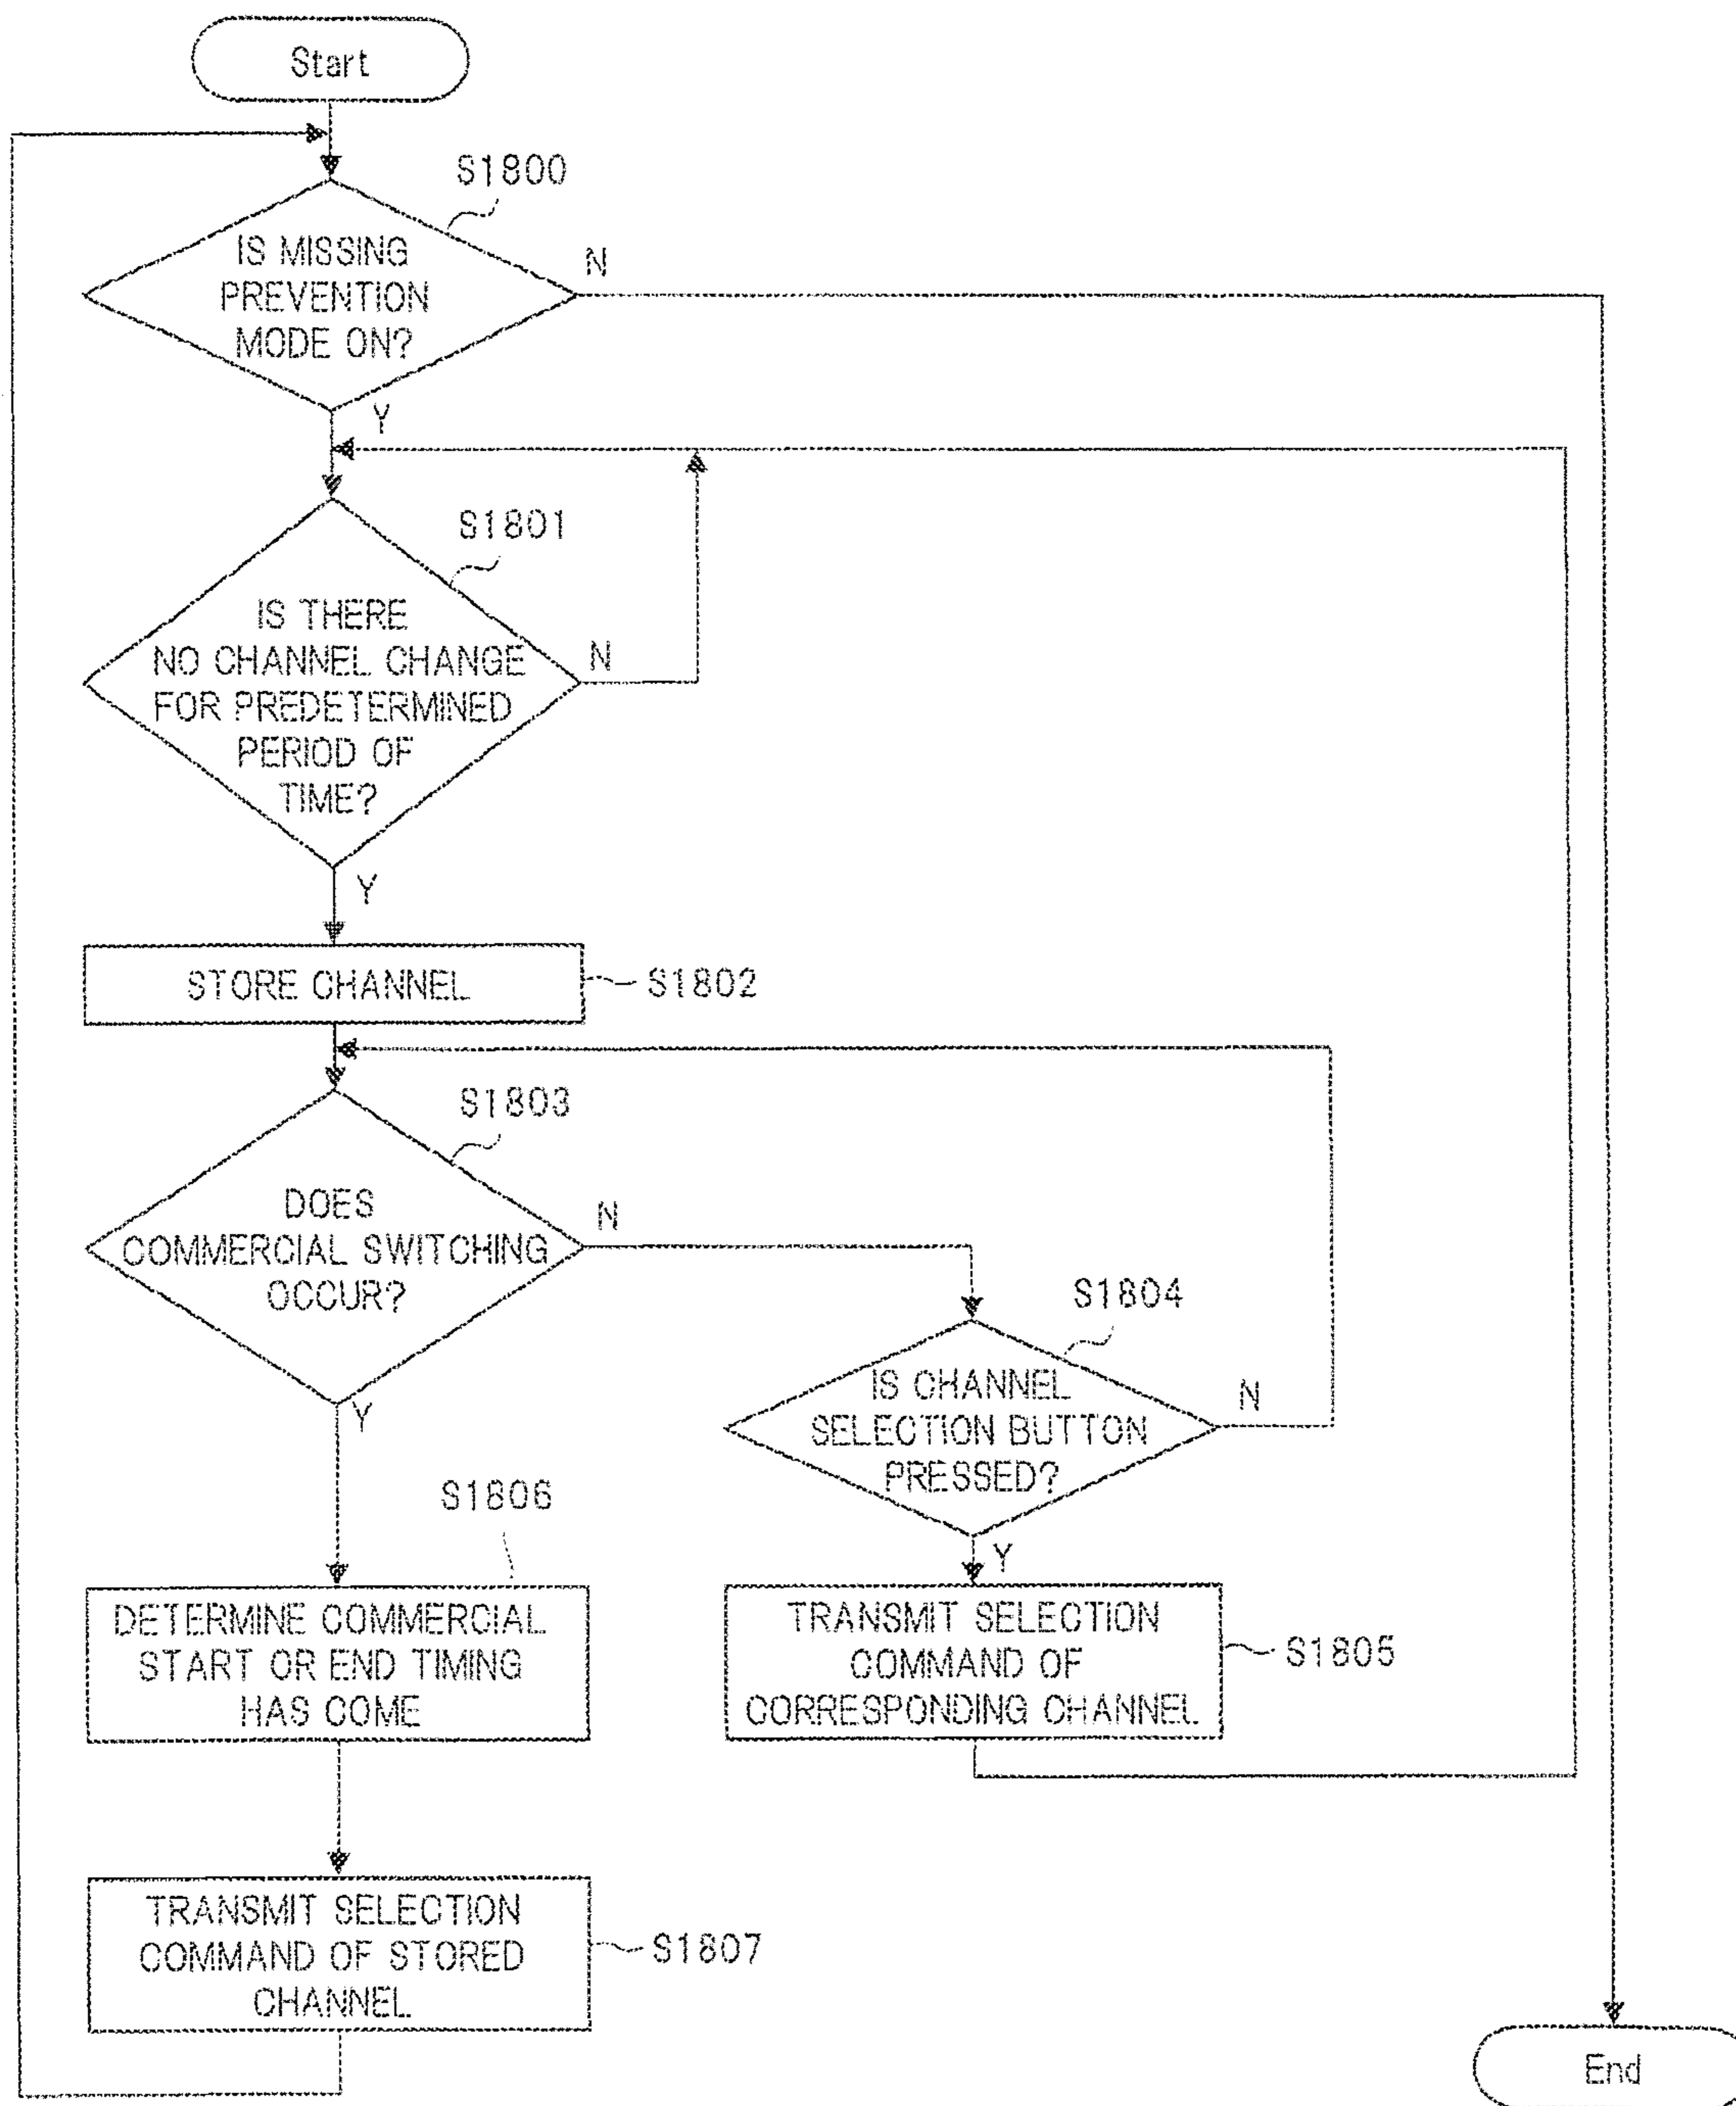 Start
S1800
IS MISSING
PREVENTION
MODE ON?
N
Y
S1801
IS THERE
NO CHANNEL CHANGE
FOR PREDETERMINED
PERIOD OF
TIME?
N
Y
STORE CHANNEL
S1802
S1803
DOES
COMMERCIAL SWITCHING
OCCUR?
N
Y
S1804
IS CHANNEL
SELECTION BUTTON
PRESSED?
N
Y
S1806
DETERMINE COMMERCIAL
START OR END TIMING
HAS COME
TRANSMIT SELECTION
COMMAND OF
CORRESPONDING CHANNEL
S1805
TRANSMIT SELECTION
COMMAND OF STORED
CHANNEL
S1807
End